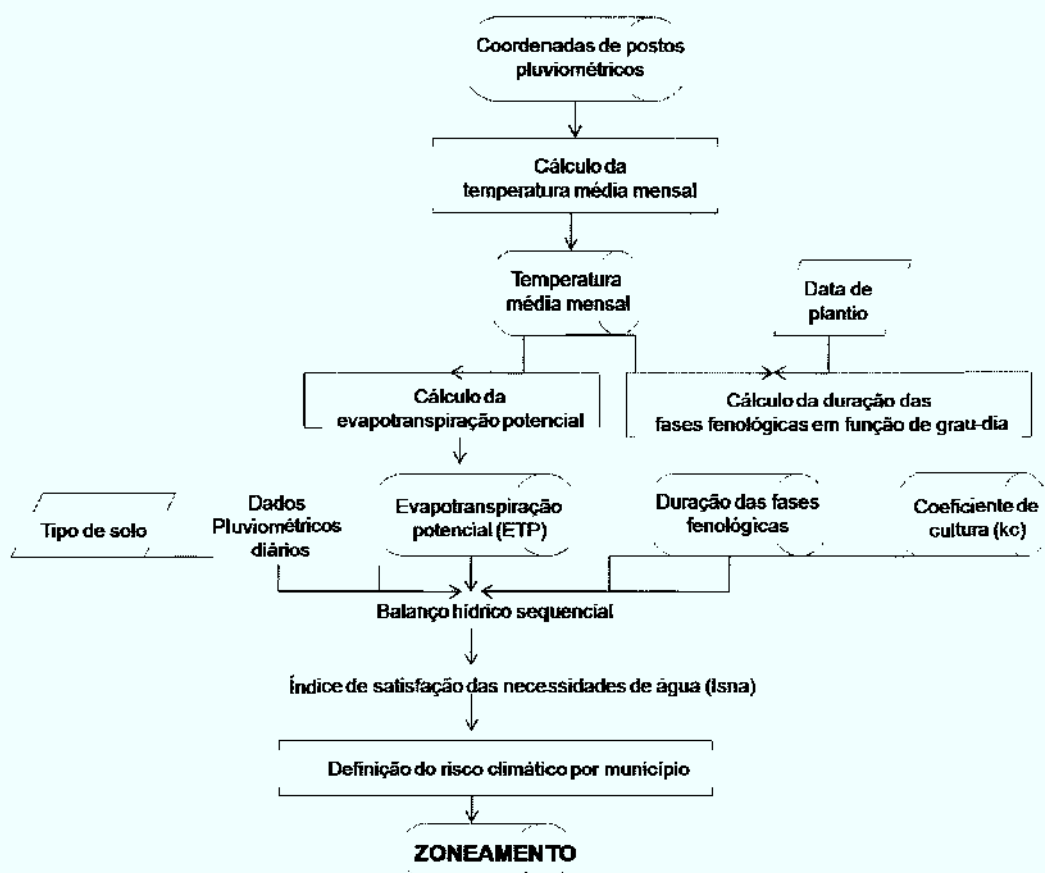 Coordenadas de postos
pluviométricos
Cálculo da
temperatura média mensal
Temperatura
média mensal
Data de
plantio
Cálculo da
evapotranspiração potencial
Cálculo da duração das
fases fenológicas em função de grau-dia
Tipo de solo
Dados
Pluviométricos
diários
Evapotranspiração
potencial (ETP)
Duração das fases
fenológicas
Coeficiente de
cultura (kc)
Balanço hídrico sequencial
Índice de satisfação das necessidades de água (Isna)
Definição do risco climático por município
ZONEAMENTO